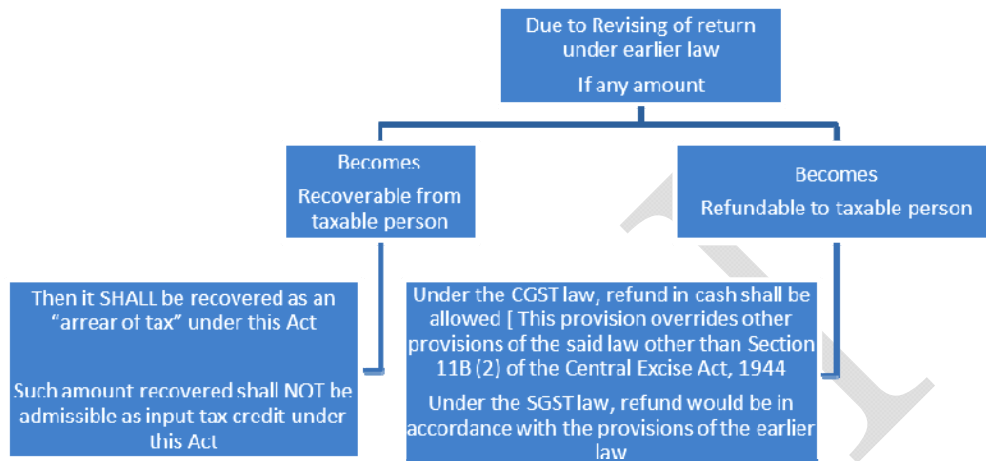 Due to Revising of return
under earlier law
If any amount
Becomes
Recoverable from
taxable person
Becomes
Refundable to taxable person
Then it SHALL be recovered as an
“arrear of tax” under this Act
Such amount recovered shall NOT be
admissible as input tax credit under
this Act
Under the CGST law, refund in cash shall be
allowed [ This provision overrides other
provisions of the said law other than Section
11B (2) of the Central Excise Act, 1944
Under the SGST law, refund would be in
accordance with the provisions of the earlier
law